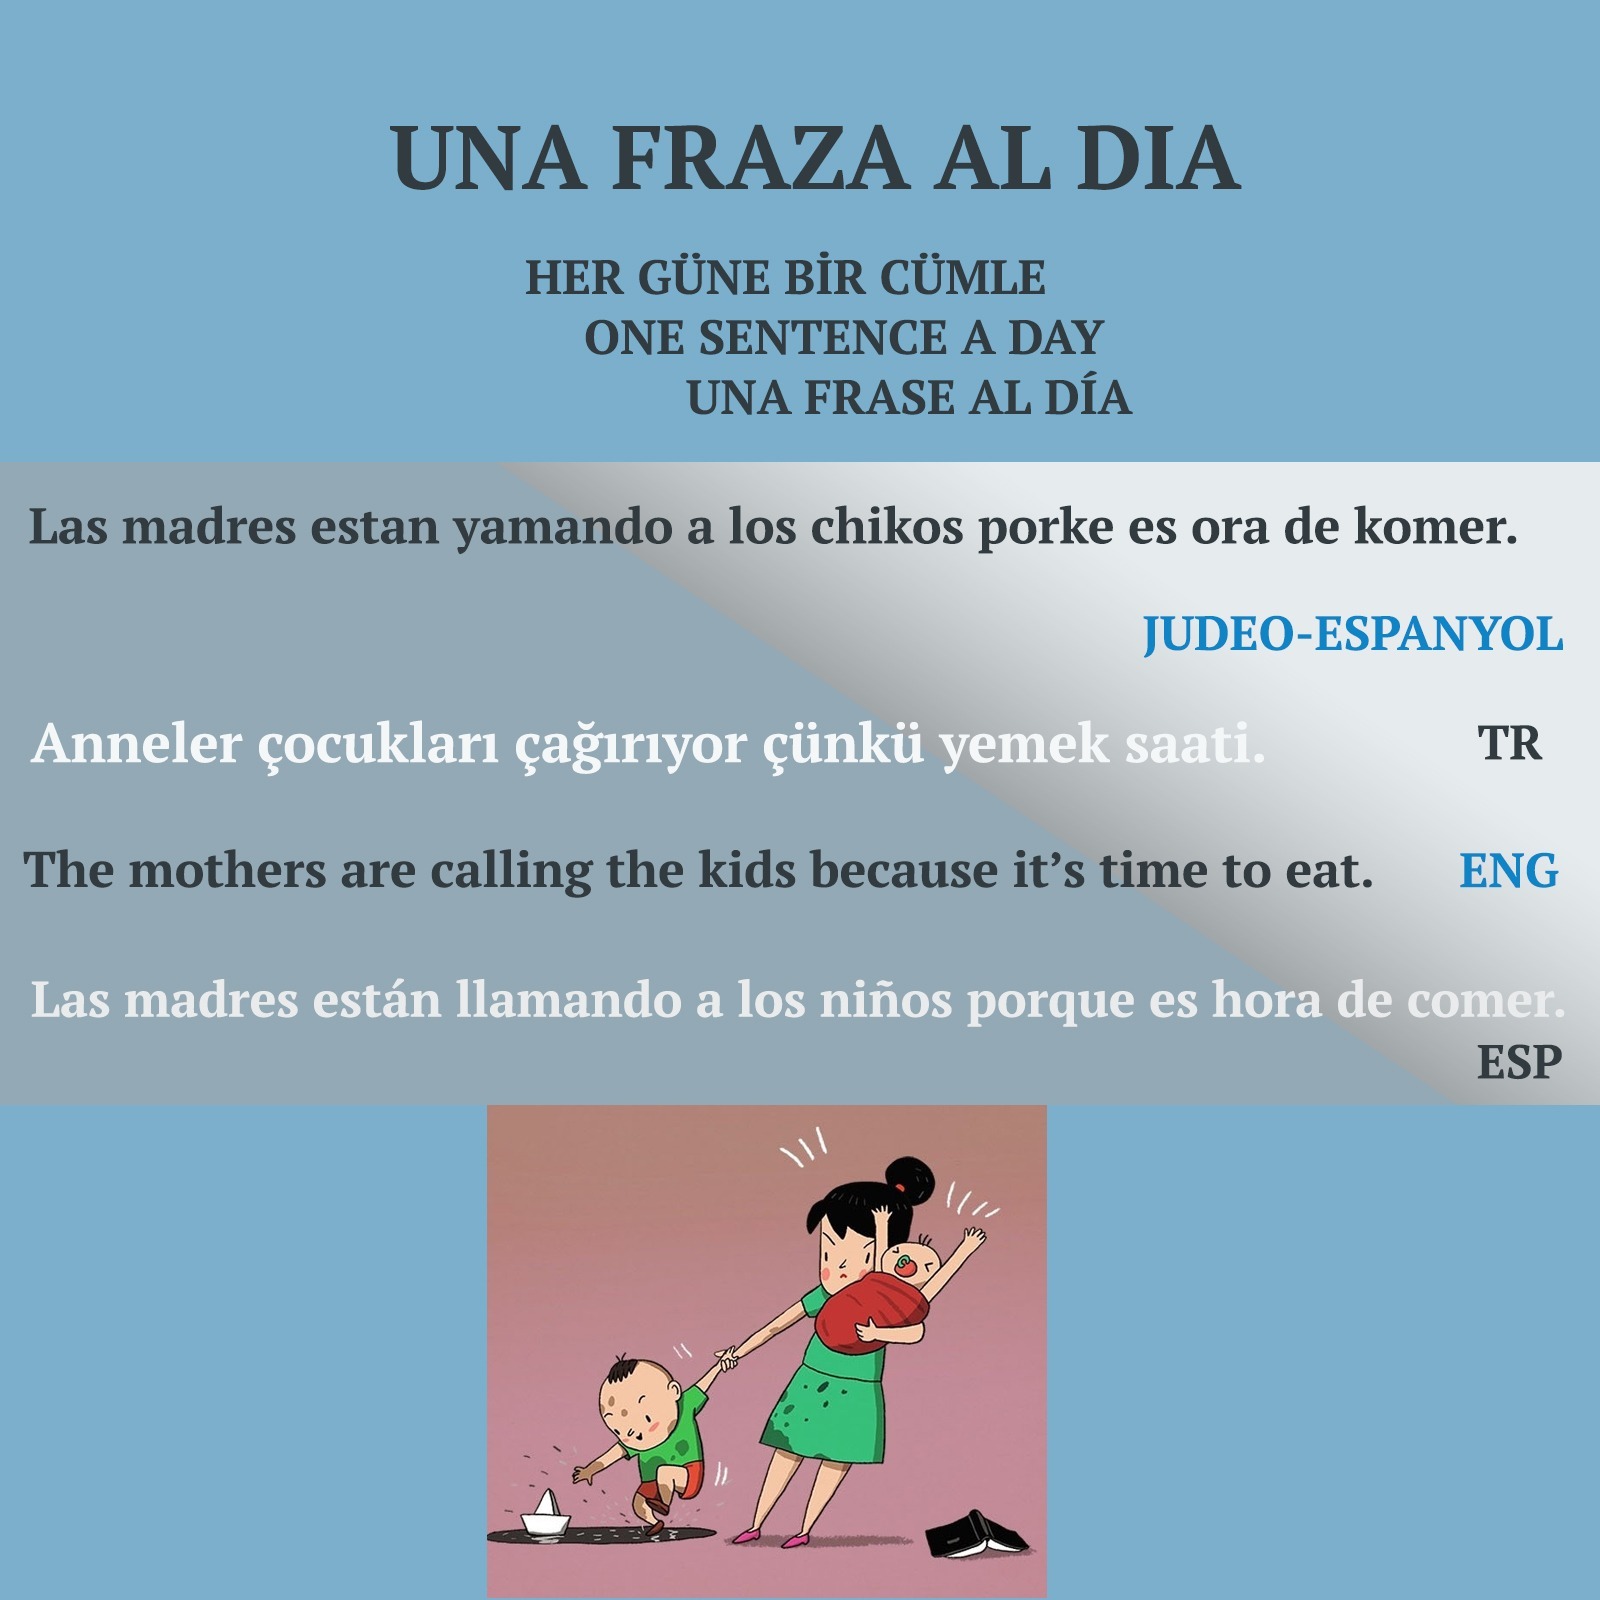 UNA FRAZA AL DIA
HER GÜNE BİR CÜMLE
ONE SENTENCE A DAY
UNA FRASE AL DÍA
Las madres estan yamando a los chikos porke es ora de komer.
JUDEO-ESPANYOL
Anneler çocukları çağırıyor çünkü yemek saati. TR
The mothers are calling the kids because it’s time to eat. ENG
Las madres están llamando a los niños porque es hora de comer.
ESP